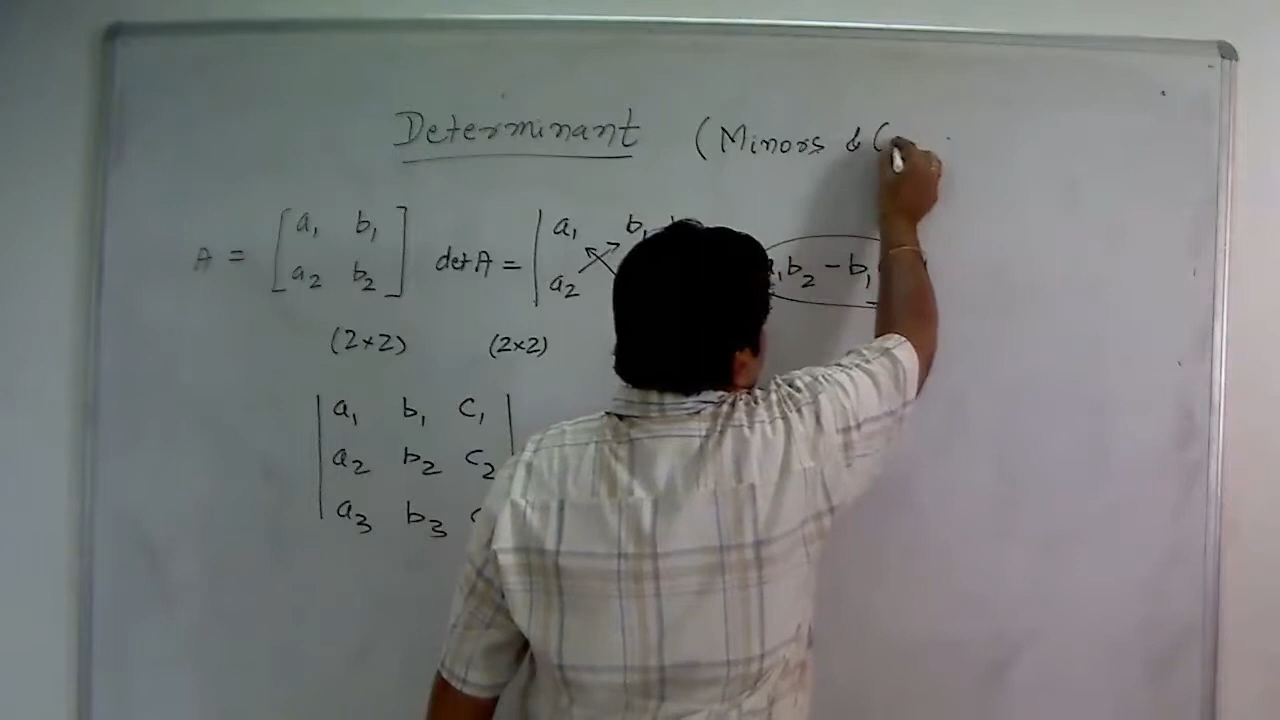 Determinant (Minors & C
A = [ a₁ b₁ det A = | a₁ b₁ a₁b₂ − b₁
a₂ b₂ ] a₂
(2×2) (2×2)
| a₁ b₁ c₁ |
a₂ b₂ c₂
a₃ b₃